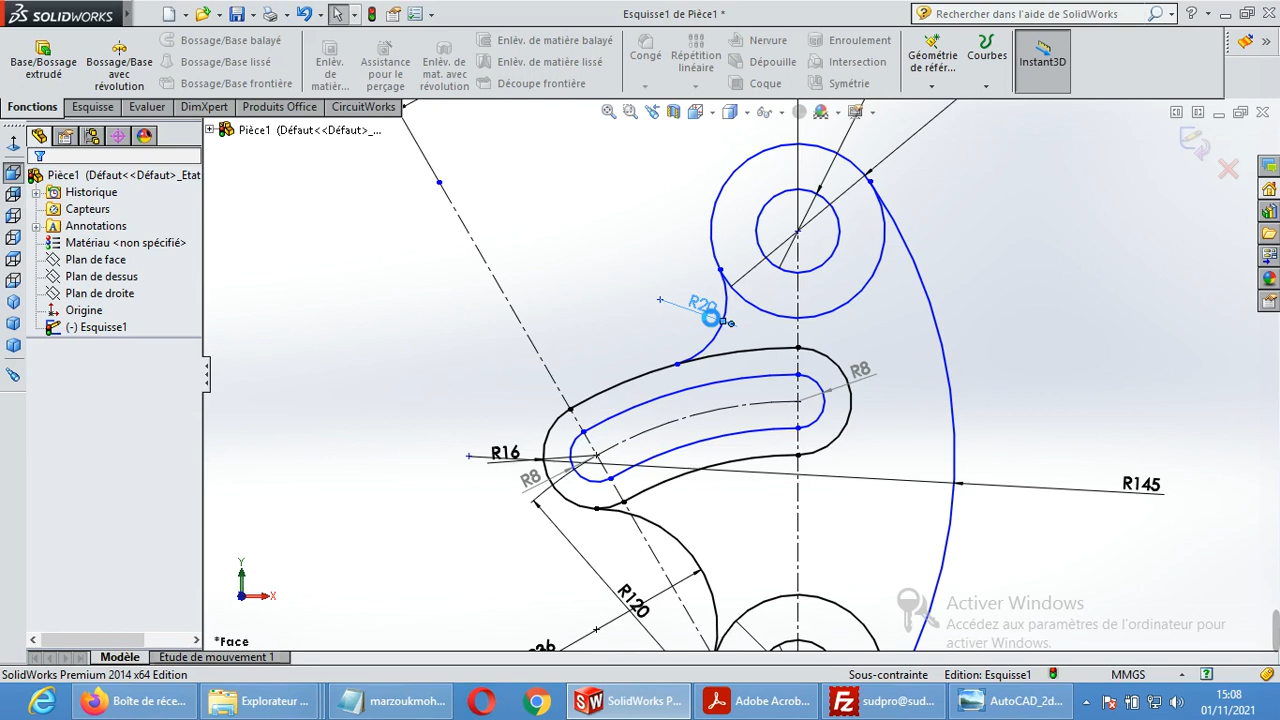 SOLIDWORKS
Esquisse1 de Pièce1 *
Rechercher dans l'aide de SolidWorks
Base/Bossage extrudé
Bossage/Base avec révolution
Bossage/Base balayé
Bossage/Base lissé
Bossage/Base frontière
Enlèv. de matièr...
Assistance pour le perçage
Enlèv. de mat. avec révolution
Enlèv. de matière balayé
Enlèv. de matière lissé
Découpe frontière
Congé
Répétition linéaire
Nervure
Dépouille
Coque
Enroulement
Intersection
Symétrie
Géométrie de référ...
Courbes
Instant3D
Fonctions
Esquisse
Evaluer
DimXpert
Produits Office
CircuitWorks
Pièce1 (Défaut<<Défaut>_...
Pièce1 (Défaut<<Défaut>_Etat
Historique
Capteurs
Annotations
Matériau <non spécifié>
Plan de face
Plan de dessus
Plan de droite
Origine
(-) Esquisse1
R8
R16
R8
R145
R120
Y
X
*Face
Activer Windows
Accédez aux paramètres de l'ordinateur pour
activer Windows.
Modèle
Etude de mouvement 1
SolidWorks Premium 2014 x64 Edition
Sous-contrainte
Edition: Esquisse1
MMGS
Boîte de réce...
Explorateur ...
marzoukmoh...
SolidWorks P...
Adobe Acrob...
sudpro@sud...
AutoCAD_2d...
15:08
01/11/2021